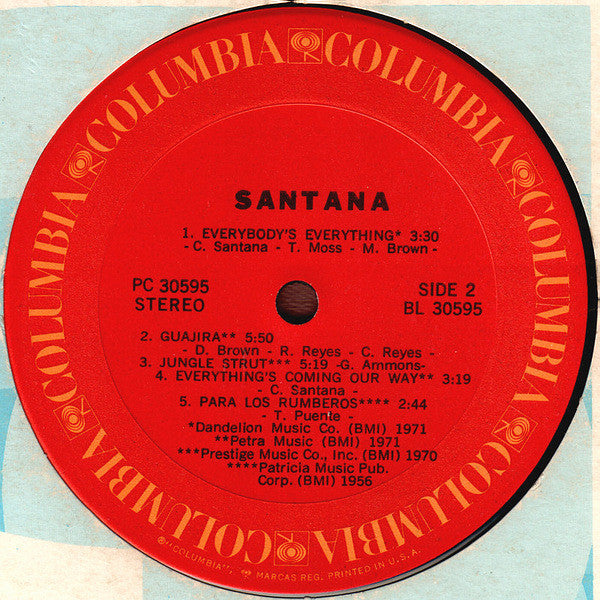 COLUMBIA COLUMBIA COLUMBIA COLUMBIA COLUMBIA COLUMBIA
SANTANA
1. EVERYBODY'S EVERYTHING* 3:30
- C. Santana - T. Moss - M. Brown -
PC 30595
STEREO
SIDE 2
BL 30595
2. GUAJIRA** 5:50
- D. Brown - R. Reyes - C. Reyes -
3. JUNGLE STRUT*** 5:19 -G. Ammons-
4. EVERYTHING'S COMING OUR WAY** 3:19
- C. Santana -
5. PARA LOS RUMBEROS**** 2:44
- T. Puente -
*Dandelion Music Co. (BMI) 1971
**Petra Music (BMI) 1971
***Prestige Music Co., Inc. (BMI) 1970
****Patricia Music Pub.
Corp. (BMI) 1956
"COLUMBIA", MARCAS REG. PRINTED IN U.S.A.